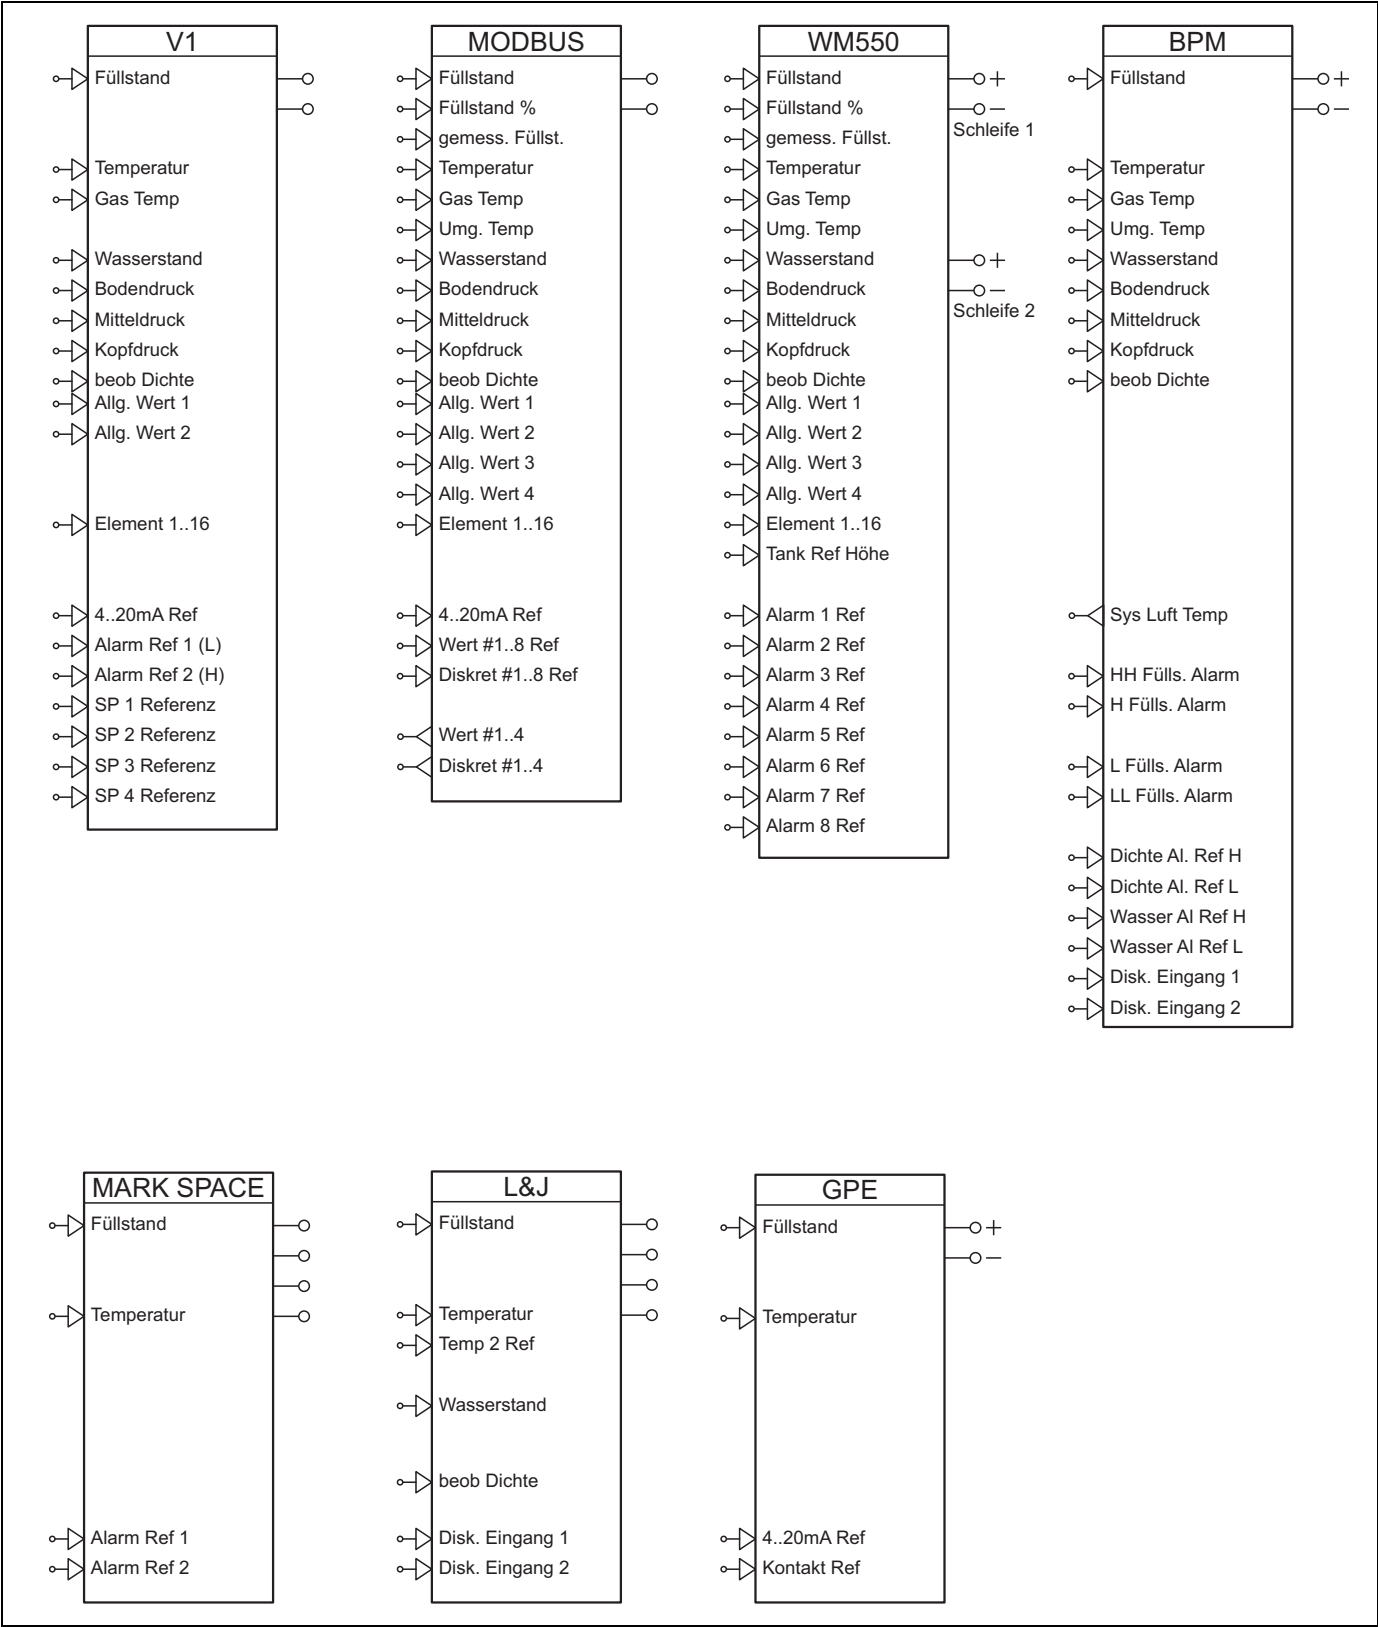 V1
Füllstand
Temperatur
Gas Temp
Wasserstand
Bodendruck
Mitteldruck
Kopfdruck
beob Dichte
Allg. Wert 1
Allg. Wert 2
Element 1..16
4..20mA Ref
Alarm Ref 1 (L)
Alarm Ref 2 (H)
SP 1 Referenz
SP 2 Referenz
SP 3 Referenz
SP 4 Referenz
MODBUS
Füllstand
Füllstand %
gemess. Füllst.
Temperatur
Gas Temp
Umg. Temp
Wasserstand
Bodendruck
Mitteldruck
Kopfdruck
beob Dichte
Allg. Wert 1
Allg. Wert 2
Allg. Wert 3
Allg. Wert 4
Element 1..16
4..20mA Ref
Wert #1..8 Ref
Diskret #1..8 Ref
Wert #1..4
Diskret #1..4
WM550
Füllstand
Füllstand %
gemess. Füllst.
Temperatur
Gas Temp
Umg. Temp
Wasserstand
Bodendruck
Mitteldruck
Kopfdruck
beob Dichte
Allg. Wert 1
Allg. Wert 2
Allg. Wert 3
Allg. Wert 4
Element 1..16
Tank Ref Höhe
Alarm 1 Ref
Alarm 2 Ref
Alarm 3 Ref
Alarm 4 Ref
Alarm 5 Ref
Alarm 6 Ref
Alarm 7 Ref
Alarm 8 Ref
+
–
Schleife 1
+
–
Schleife 2
BPM
Füllstand
Temperatur
Gas Temp
Umg. Temp
Wasserstand
Bodendruck
Mitteldruck
Kopfdruck
beob Dichte
Sys Luft Temp
HH Fülls. Alarm
H Fülls. Alarm
L Fülls. Alarm
LL Fülls. Alarm
Dichte Al. Ref H
Dichte Al. Ref L
Wasser Al Ref H
Wasser Al Ref L
Disk. Eingang 1
Disk. Eingang 2
+
–
MARK SPACE
Füllstand
Temperatur
Alarm Ref 1
Alarm Ref 2
L&J
Füllstand
Temperatur
Temp 2 Ref
Wasserstand
beob Dichte
Disk. Eingang 1
Disk. Eingang 2
GPE
Füllstand
Temperatur
4..20mA Ref
Kontakt Ref
+
–